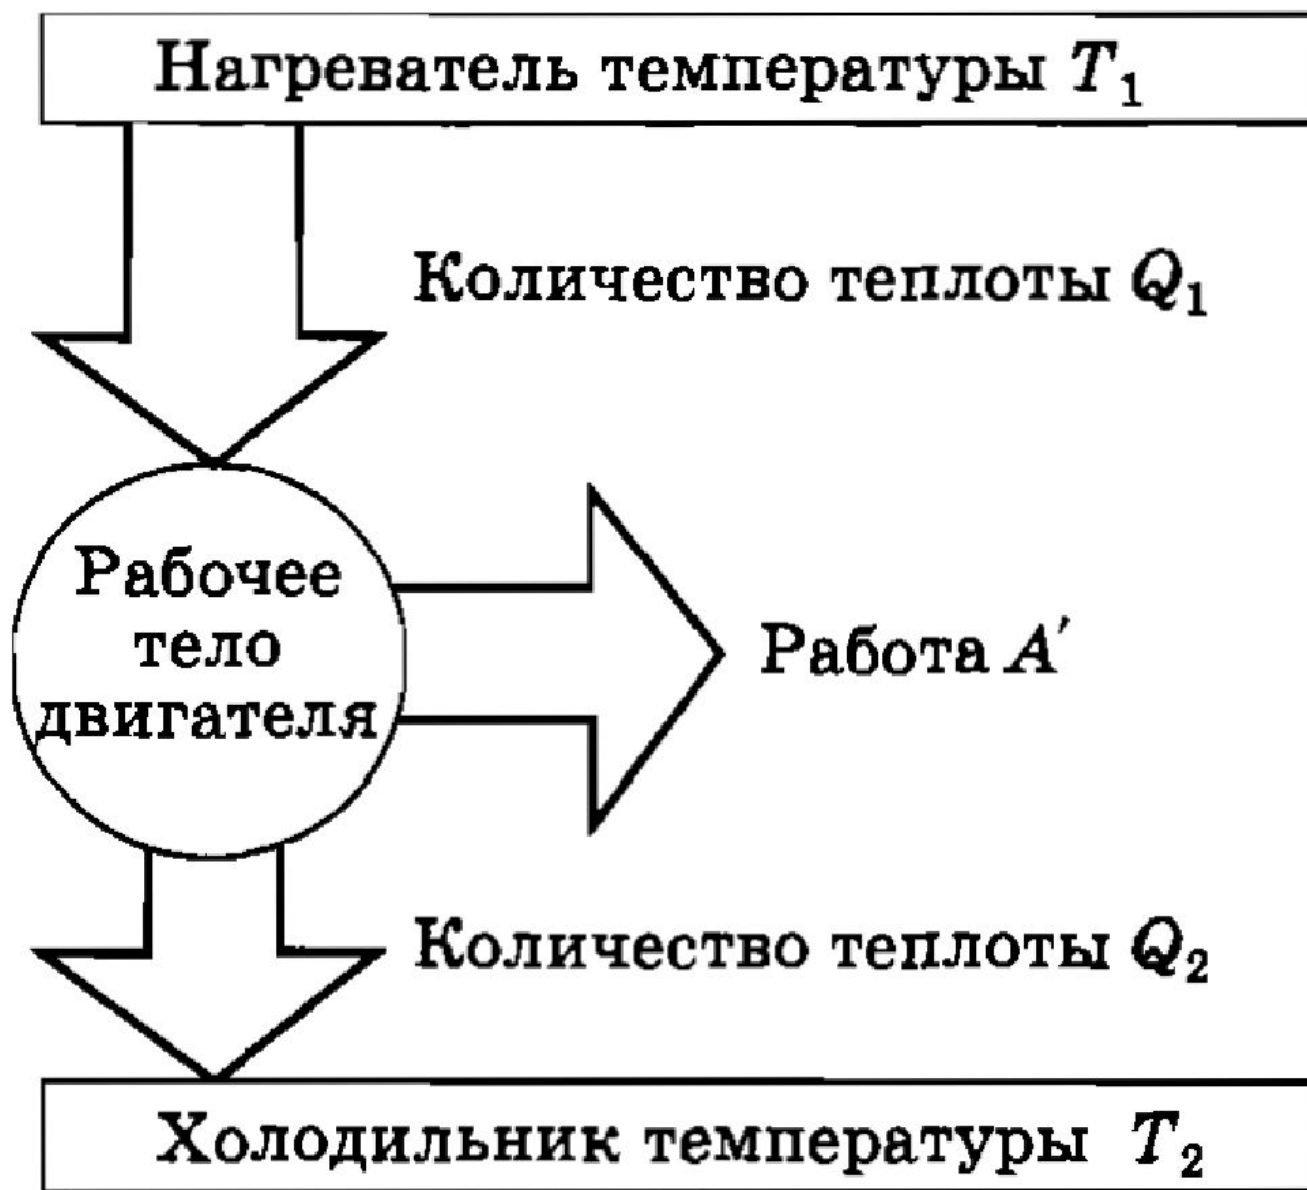 Нагреватель температуры T₁
Количество теплоты Q₁
Рабочее
тело
двигателя
Работа A′
Количество теплоты Q₂
Холодильник температуры T₂